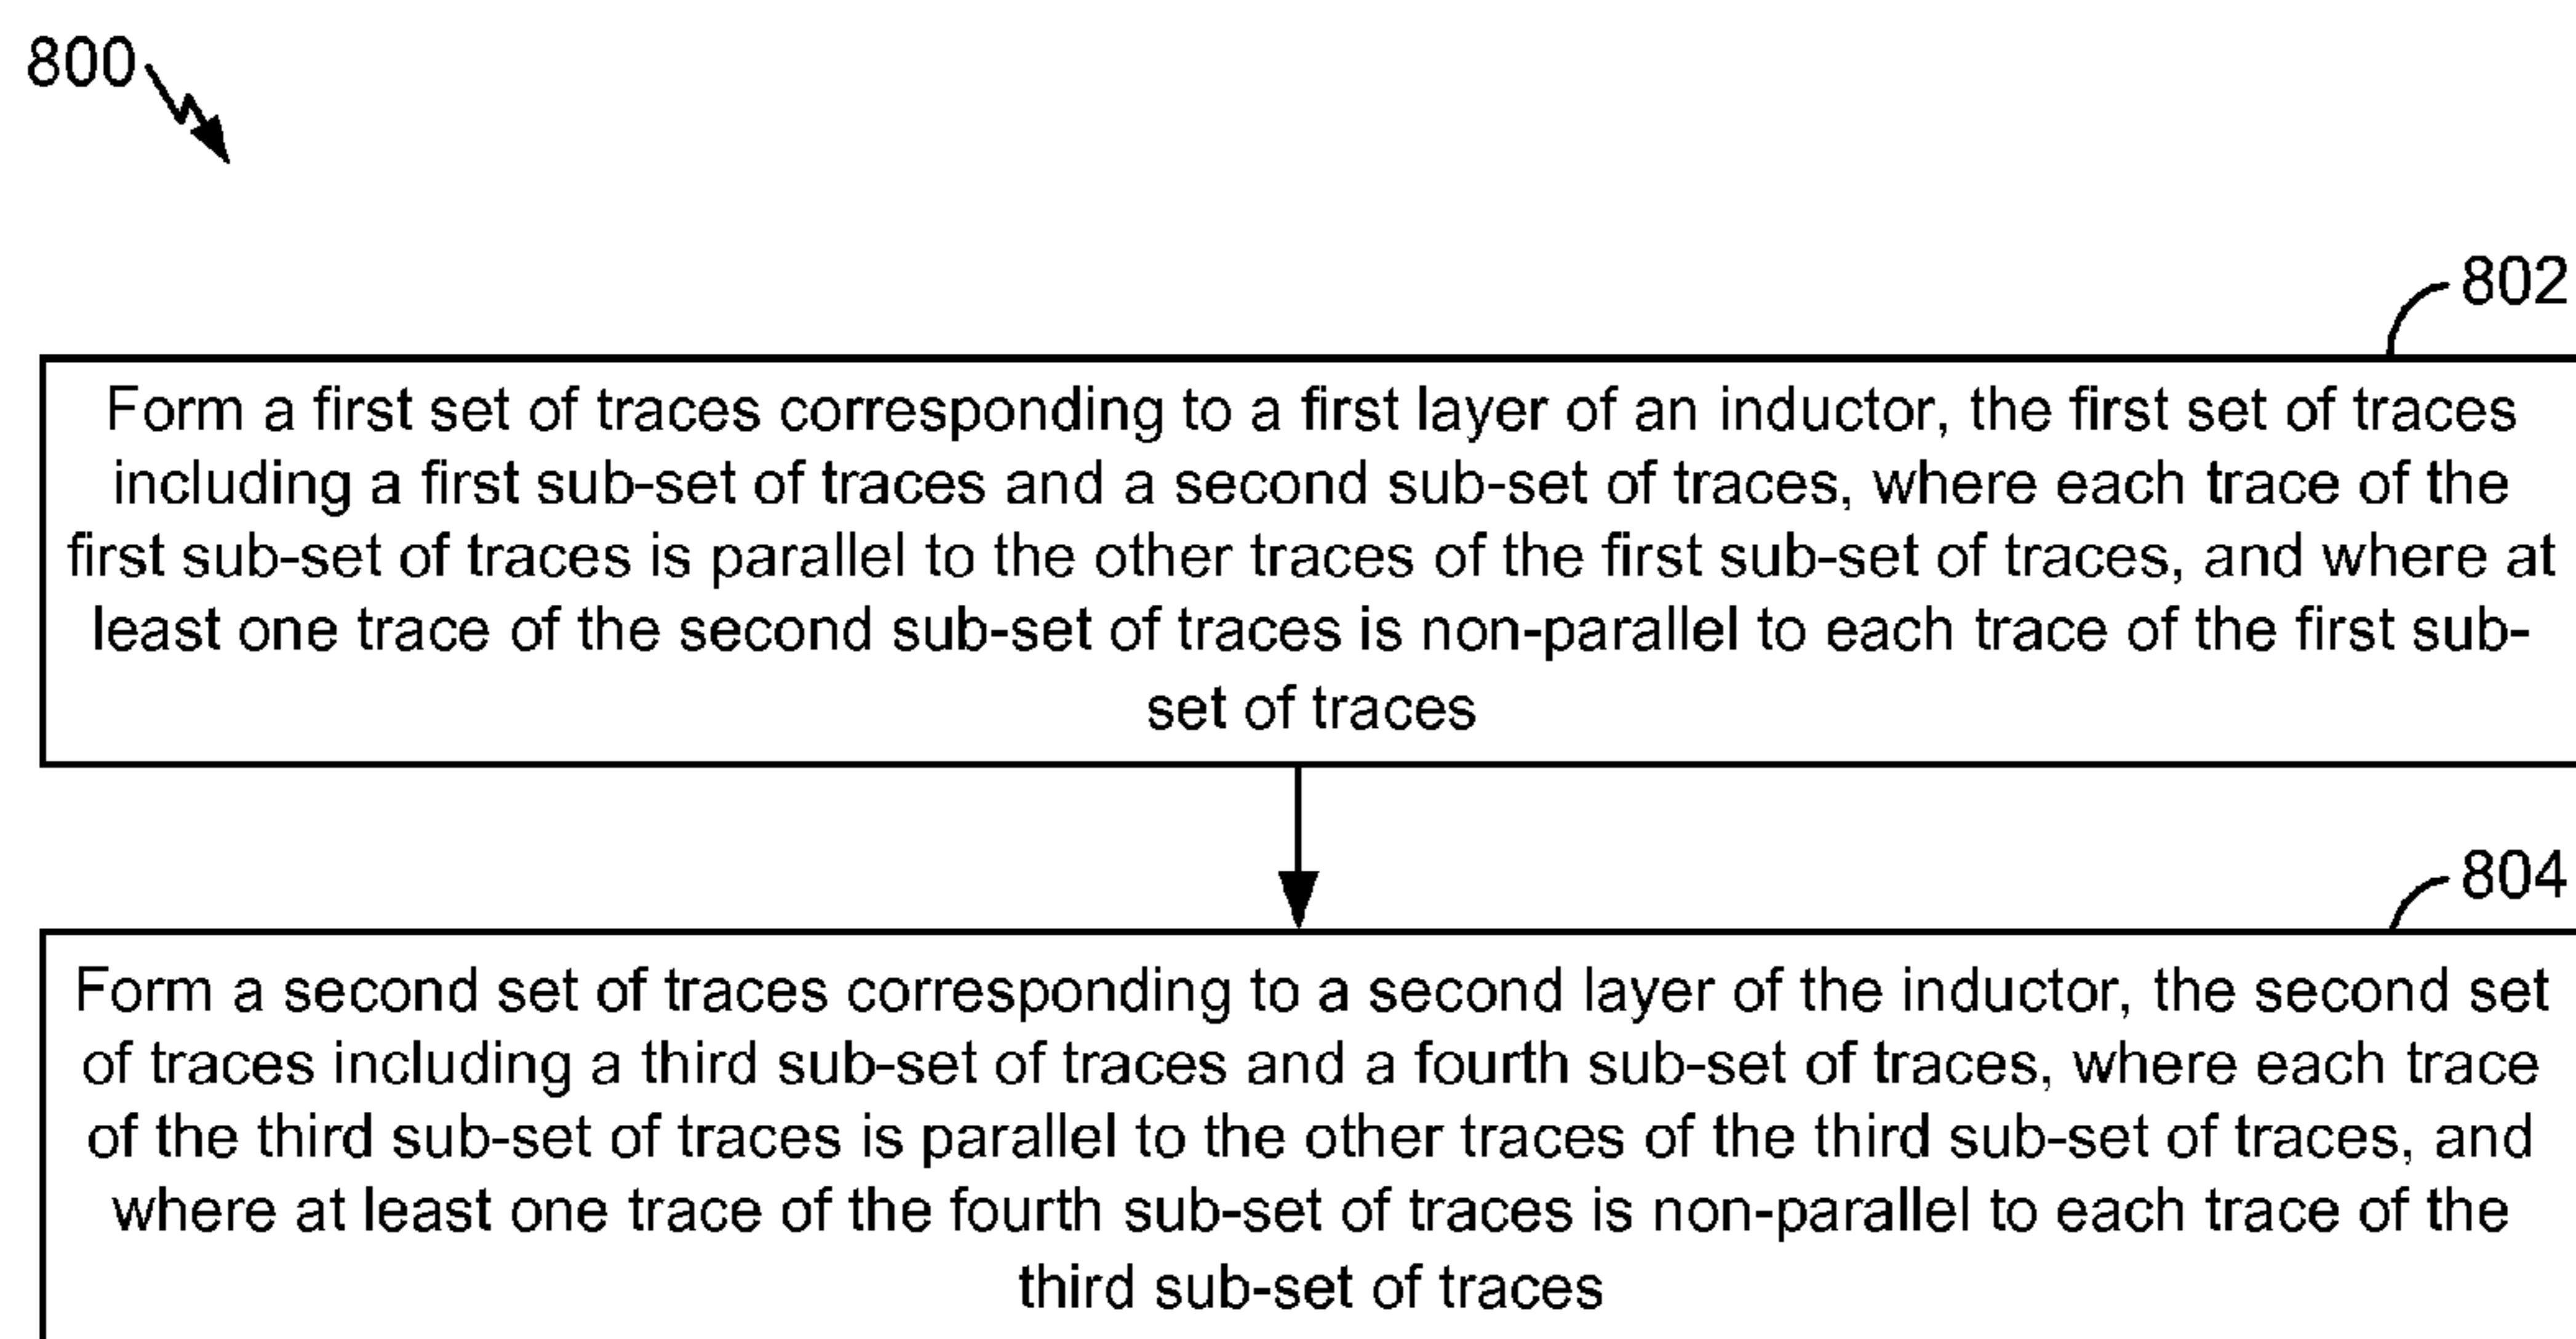 800
802
Form a first set of traces corresponding to a first layer of an inductor, the first set of traces
including a first sub-set of traces and a second sub-set of traces, where each trace of the
first sub-set of traces is parallel to the other traces of the first sub-set of traces, and where at
least one trace of the second sub-set of traces is non-parallel to each trace of the first sub-
set of traces
804
Form a second set of traces corresponding to a second layer of the inductor, the second set
of traces including a third sub-set of traces and a fourth sub-set of traces, where each trace
of the third sub-set of traces is parallel to the other traces of the third sub-set of traces, and
where at least one trace of the fourth sub-set of traces is non-parallel to each trace of the
third sub-set of traces